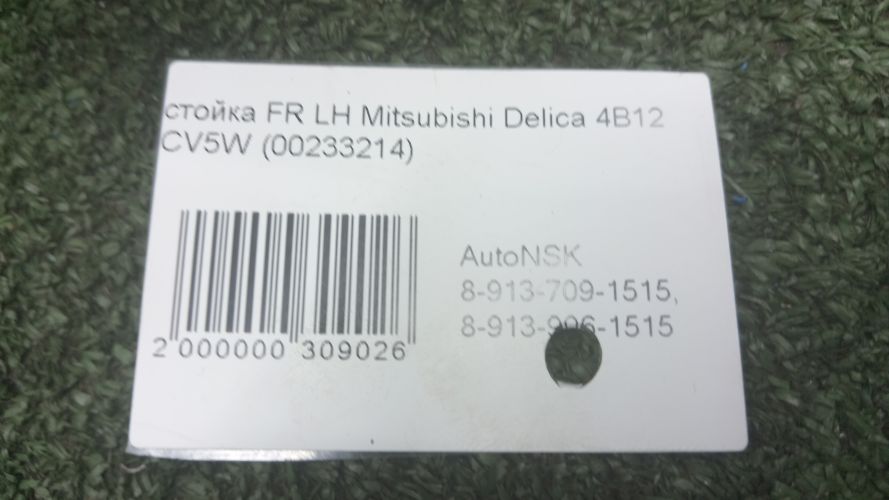 стойка FR LH Mitsubishi Delica 4B12
CV5W (00233214)
AutoNSK
8-913-709-1515,
8-913-906-1515
2 000000 309026